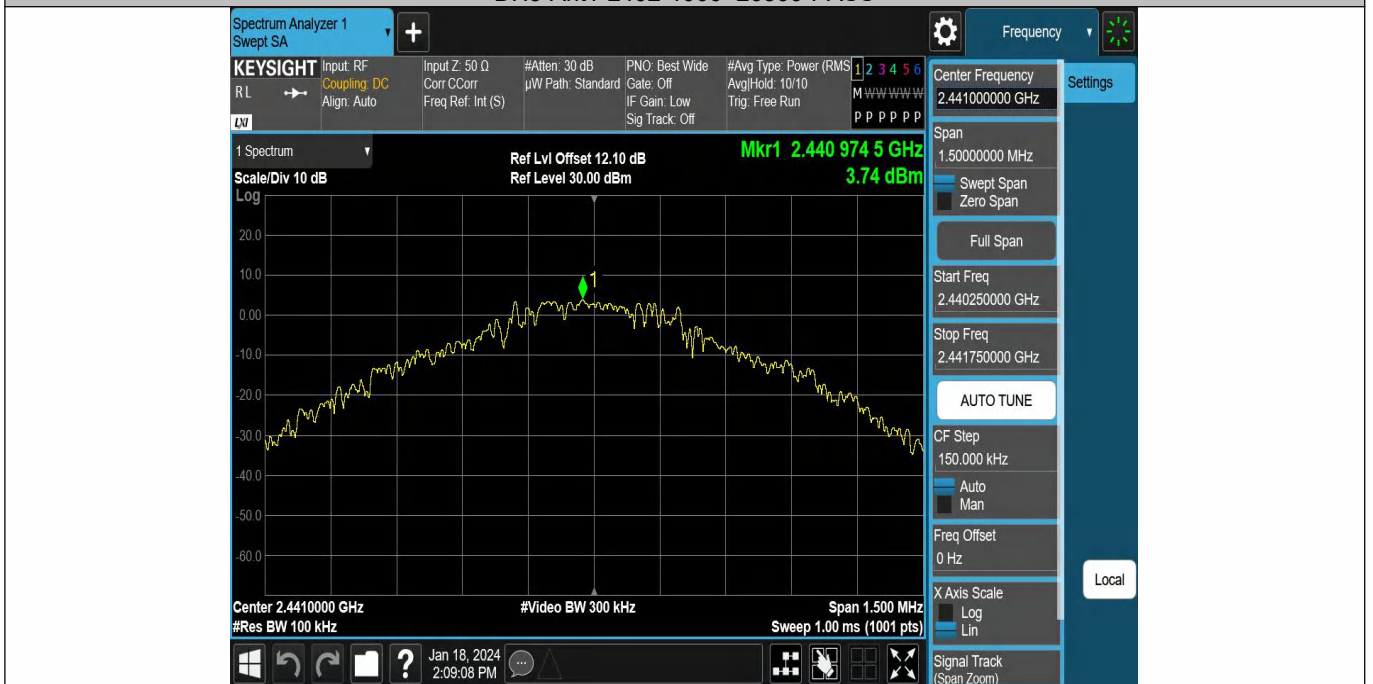 Spectrum Analyzer 1
Swept SA
+
Frequency
KEYSIGHT
RL
LXI
Input: RF
Coupling: DC
Align: Auto
Input Z: 50 Ω
Corr CCorr
Freq Ref: Int (S)
#Atten: 30 dB
µW Path: Standard
PNO: Best Wide
Gate: Off
IF Gain: Low
Sig Track: Off
#Avg Type: Power (RMS
Avg|Hold: 10/10
Trig: Free Run
1 2 3 4 5 6
M W W W W W
P P P P P P
1 Spectrum
Scale/Div 10 dB
Log
Ref Lvl Offset 12.10 dB
Ref Level 30.00 dBm
Mkr1 2.440 974 5 GHz
3.74 dBm
20.0
10.0
0.00
-10.0
-20.0
-30.0
-40.0
-50.0
-60.0
1
Center 2.4410000 GHz
#Res BW 100 kHz
#Video BW 300 kHz
Span 1.500 MHz
Sweep 1.00 ms (1001 pts)
Jan 18, 2024
2:09:08 PM
?
Center Frequency
2.441000000 GHz
Settings
Span
1.50000000 MHz
Swept Span
Zero Span
Full Span
Start Freq
2.440250000 GHz
Stop Freq
2.441750000 GHz
AUTO TUNE
CF Step
150.000 kHz
Auto
Man
Freq Offset
0 Hz
Local
X Axis Scale
Log
Lin
Signal Track
(Span Zoom)